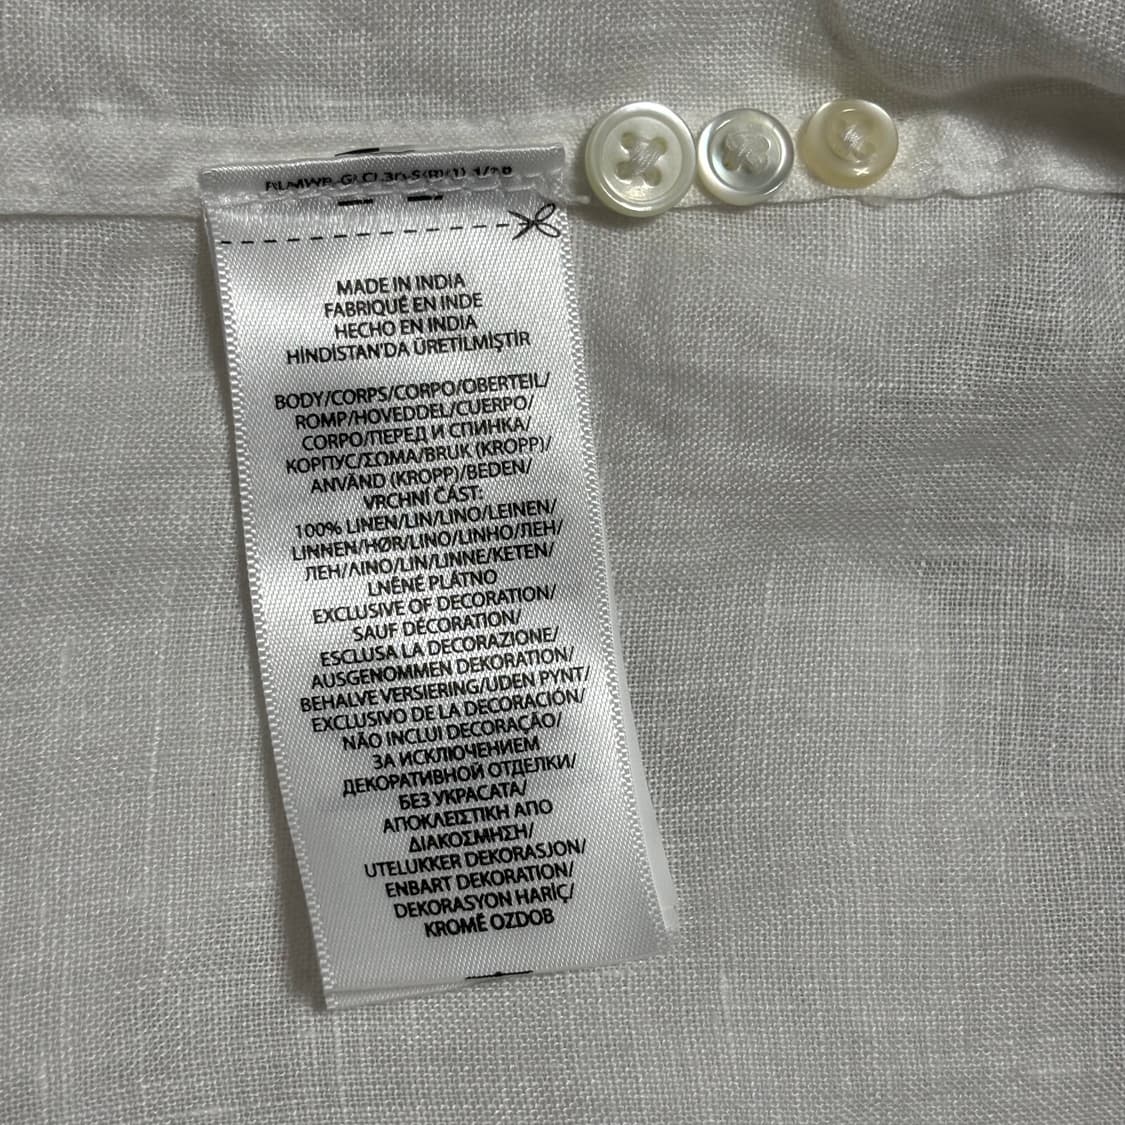 MADE IN INDIA
FABRIQUÉ EN INDE
HECHO EN INDIA
HİNDİSTAN'DA ÜRETİLMİŞTİR
BODY/CORPS/CORPO/OBERTEIL/
ROMP/HOVEDDEL/CUERPO/
CORPO/ПЕРЕД И СПИНКА/
КОРПУС/ΣΩΜΑ/BRUK (KROPP)/
ANVÄND (KROPP)/BEDEN/
VRCHNÍ ČÁST:
100% LINEN/LIN/LINO/LEINEN/
LINNEN/HØR/LINO/LINHO/ЛЕН/
ЛЕН/ΛΙΝΟ/LIN/LINNE/KETEN/
LNĚNÉ PLÁTNO
EXCLUSIVE OF DECORATION/
SAUF DÉCORATION/
ESCLUSA LA DECORAZIONE/
AUSGENOMMEN DEKORATION/
BEHALVE VERSIERING/UDEN PYNT/
EXCLUSIVO DE LA DECORACIÓN/
NÃO INCLUI DECORAÇÃO/
ЗА ИСКЛЮЧЕНИЕМ
ДЕКОРАТИВНОЙ ОТДЕЛКИ/
БЕЗ УКРАСАТА/
ΑΠΟΚΛΕΙΣΤΙΚΗ ΑΠΟ
ΔΙΑΚΟΣΜΗΣΗ/
UTELUKKER DEKORASJON/
ENBART DEKORATION/
DEKORASYON HARİÇ/
KROMĚ OZDOB